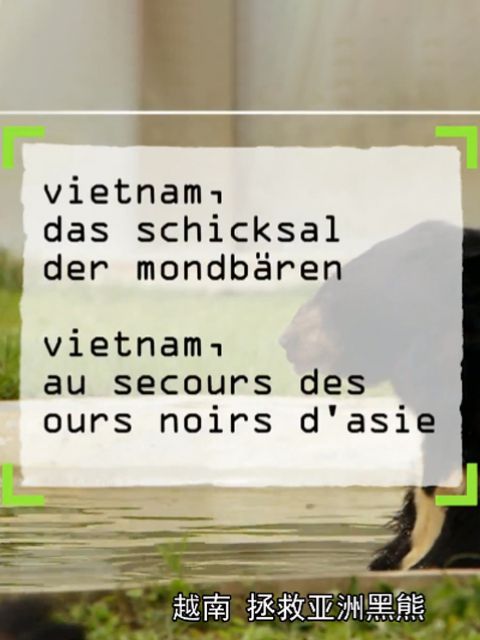 vietnam,
das schicksal
der mondbären
vietnam,
au secours des
ours noirs d'asie
越南 拯救亚洲黑熊